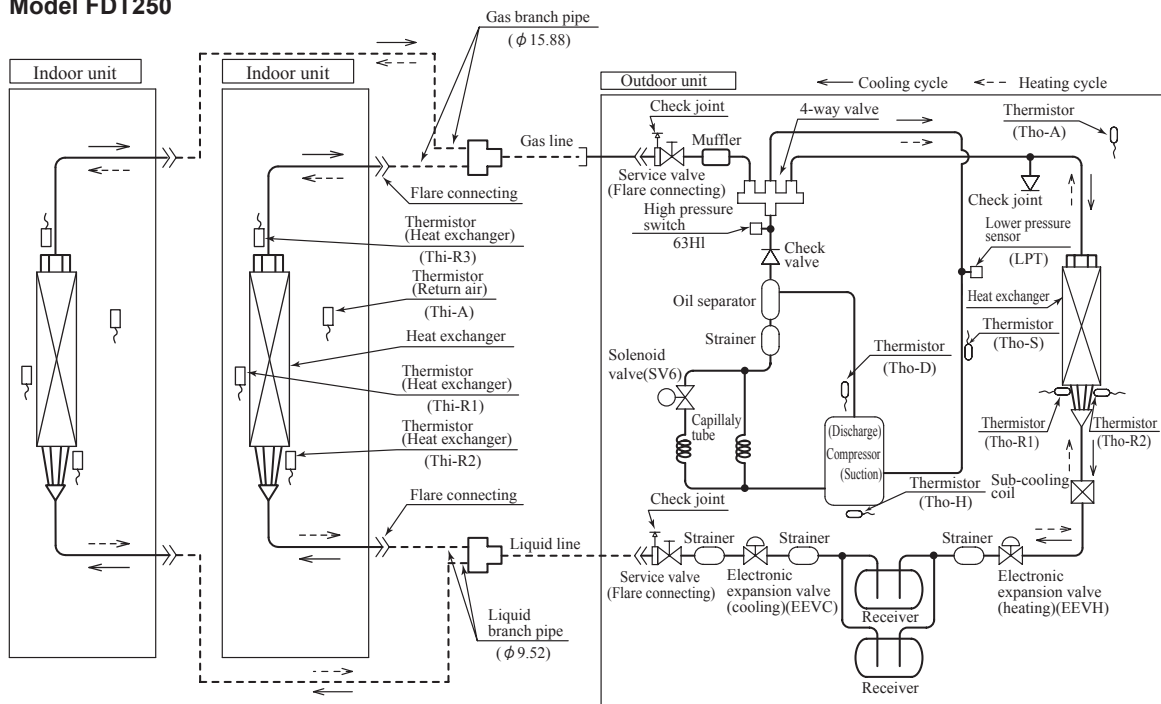 Model FDT250
Gas branch pipe
(ϕ15.88)
Indoor unit
Indoor unit
Outdoor unit
Cooling cycle
Heating cycle
Check joint
4-way valve
Thermistor
(Tho-A)
Gas line
Muffler
Service valve
(Flare connecting)
Flare connecting
Check joint
High pressure
switch
63Hl
Lower pressure
sensor
(LPT)
Thermistor
(Heat exchanger)
(Thi-R3)
Check
valve
Thermistor
(Return air)
(Thi-A)
Oil separator
Heat exchanger
Strainer
Thermistor
(Tho-S)
Heat exchanger
Thermistor
(Tho-D)
Solenoid
valve(SV6)
Thermistor
(Heat exchanger)
(Thi-R1)
Capillaly
tube
Thermistor
(Tho-R1)
Thermistor
(Tho-R2)
Thermistor
(Heat exchanger)
(Thi-R2)
(Discharge)
Compressor
(Suction)
Thermistor
(Tho-H)
Sub-cooling
coil
Flare connecting
Check joint
Liquid line
Strainer
Strainer
Strainer
Service valve
(Flare connecting)
Electronic
expansion valve
(cooling)(EEVC)
Receiver
Electronic
expansion valve
(heating)(EEVH)
Liquid
branch pipe
(ϕ9.52)
Receiver